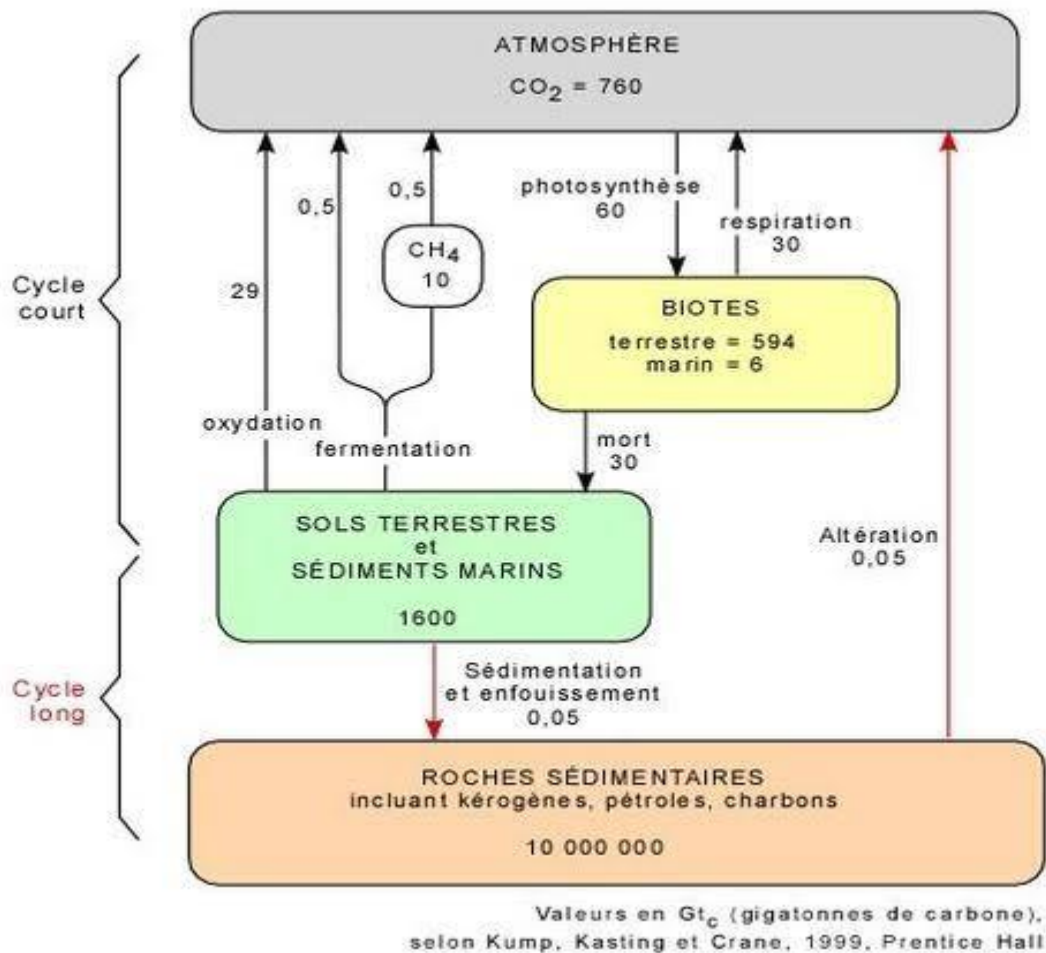 ATMOSPHÈRE
CO₂ = 760
photosynthèse
60
respiration
30
0,5
0,5
CH₄
10
29
Cycle
court
BIOTES
terrestre = 594
marin = 6
oxydation
fermentation
mort
30
SOLS TERRESTRES
et
SÉDIMENTS MARINS
1600
Altération
0,05
Cycle
long
Sédimentation
et enfouissement
0,05
ROCHES SÉDIMENTAIRES
incluant kérogènes, pétroles, charbons
10 000 000
Valeurs en Gtc (gigatonnes de carbone),
selon Kump, Kasting et Crane, 1999, Prentice Hall